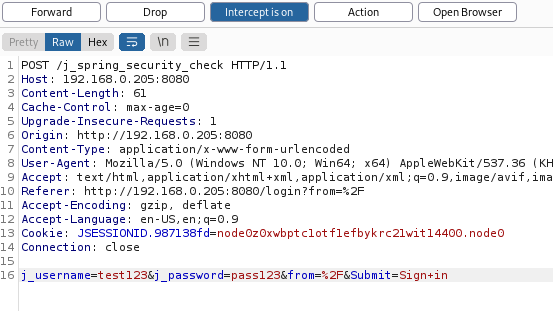 Forward Drop Intercept is on Action Open Browser
Pretty Raw Hex \n
1 POST /j_spring_security_check HTTP/1.1
2 Host: 192.168.0.205:8080
3 Content-Length: 61
4 Cache-Control: max-age=0
5 Upgrade-Insecure-Requests: 1
6 Origin: http://192.168.0.205:8080
7 Content-Type: application/x-www-form-urlencoded
8 User-Agent: Mozilla/5.0 (Windows NT 10.0; Win64; x64) AppleWebKit/537.36 (KH
9 Accept: text/html,application/xhtml+xml,application/xml;q=0.9,image/avif,ima
10 Referer: http://192.168.0.205:8080/login?from=%2F
11 Accept-Encoding: gzip, deflate
12 Accept-Language: en-US,en;q=0.9
13 Cookie: JSESSIONID.987138fd=node0z0xwbptc1otf1efbykrc21wit14400.node0
14 Connection: close
15
16 j_username=test123&j_password=pass123&from=%2F&Submit=Sign+in